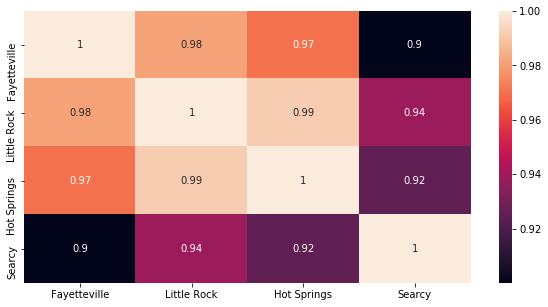 Fayetteville 1 0.98 0.97 0.9
Little Rock 0.98 1 0.99 0.94
Hot Springs 0.97 0.99 1 0.92
Searcy 0.9 0.94 0.92 1
Fayetteville Little Rock Hot Springs Searcy
1.00
0.98
0.96
0.94
0.92